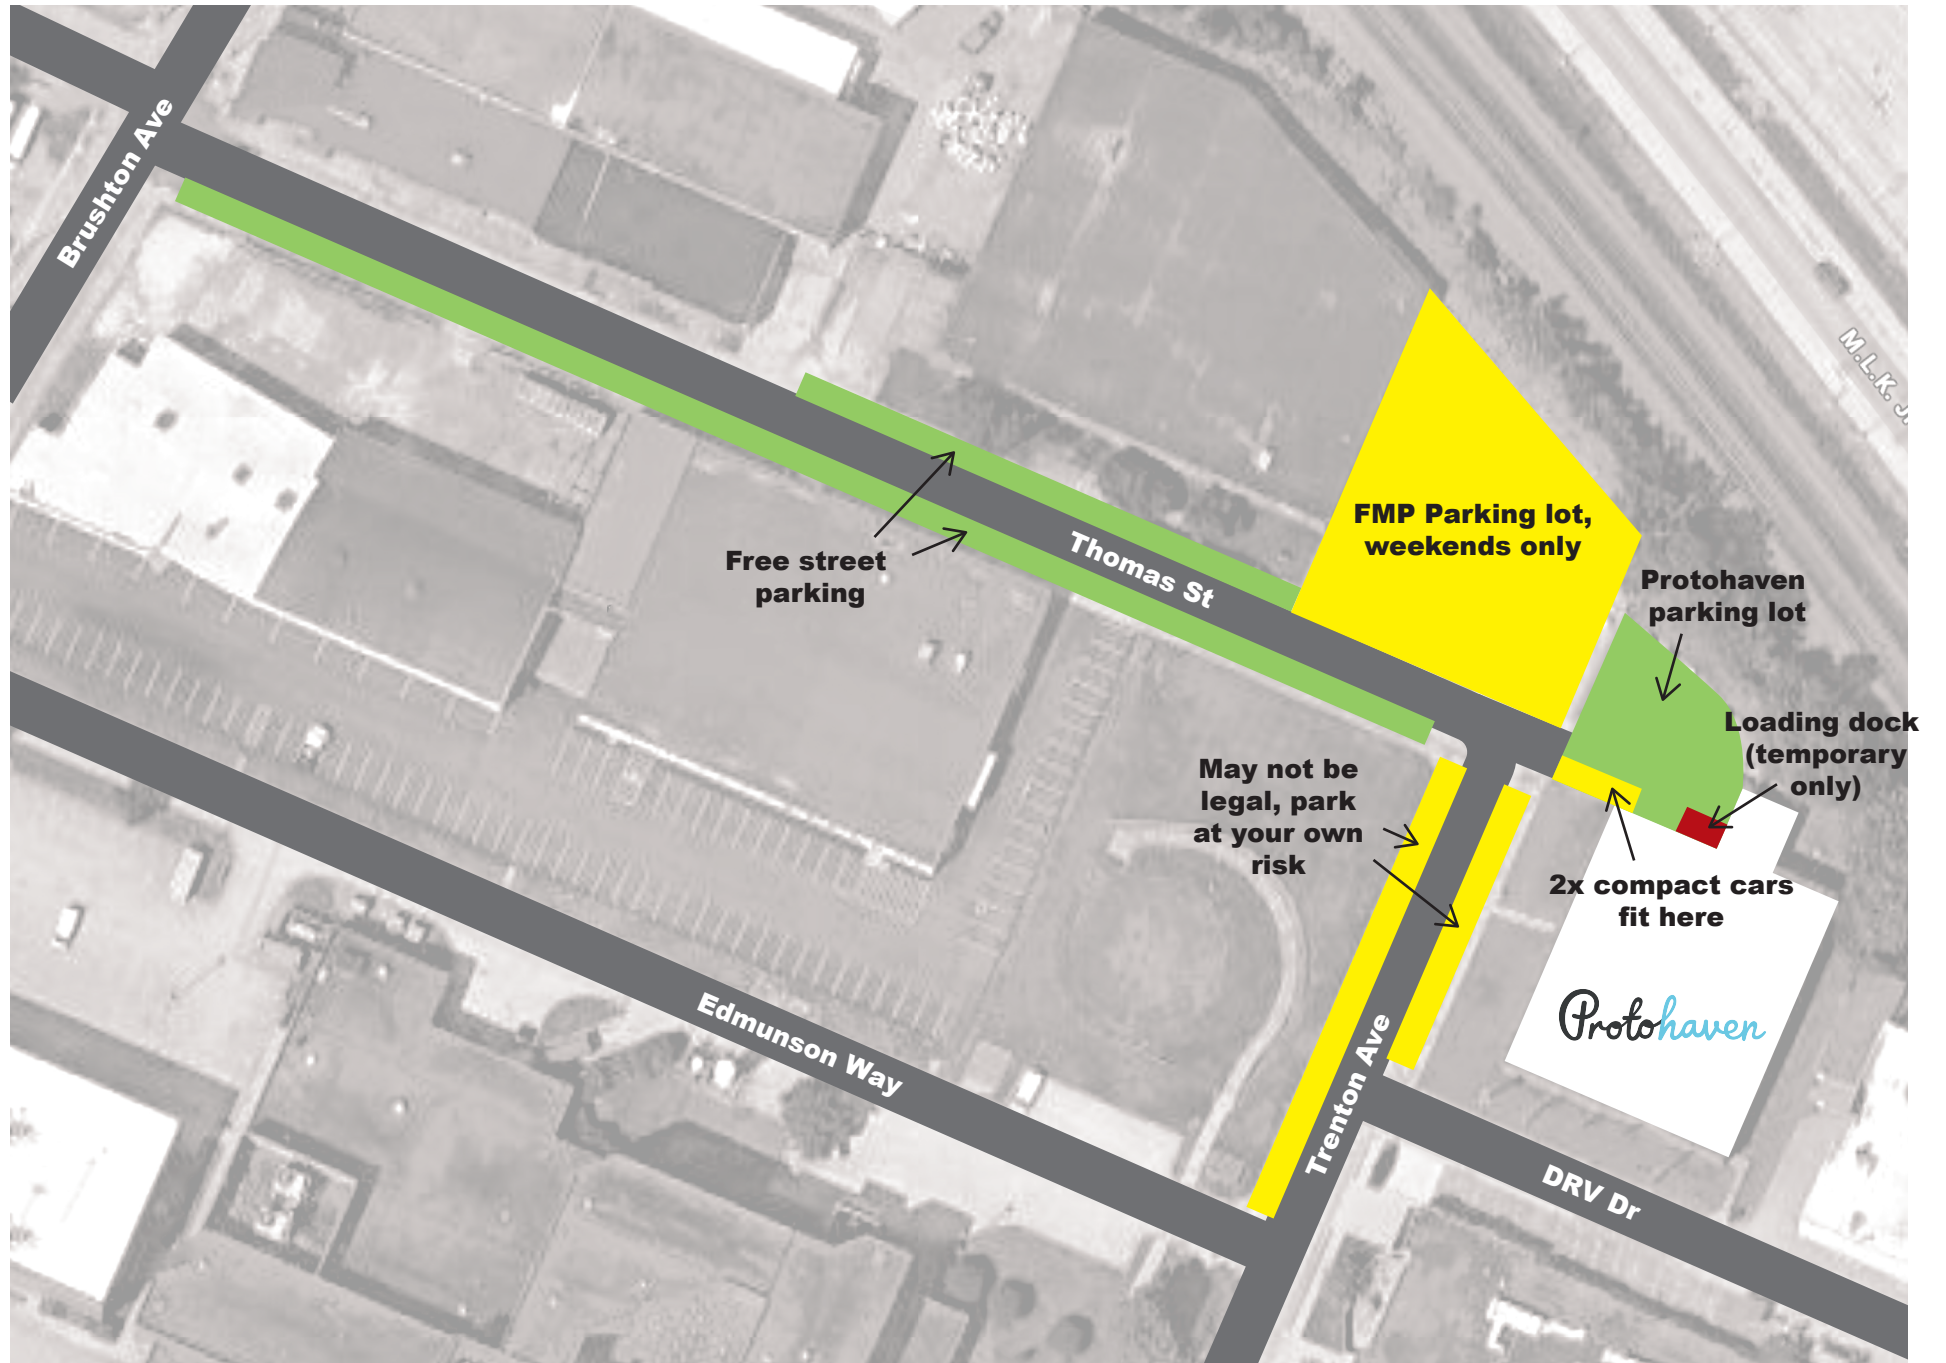 Brushton Ave
M.L.K. J
FMP Parking lot,
weekends only
Free street
parking
Thomas St
Protohaven
parking lot
Loading dock
(temporary
only)
May not be
legal, park
at your own
risk
2x compact cars
fit here
Protohaven
Edmunson Way
Trenton Ave
DRV Dr